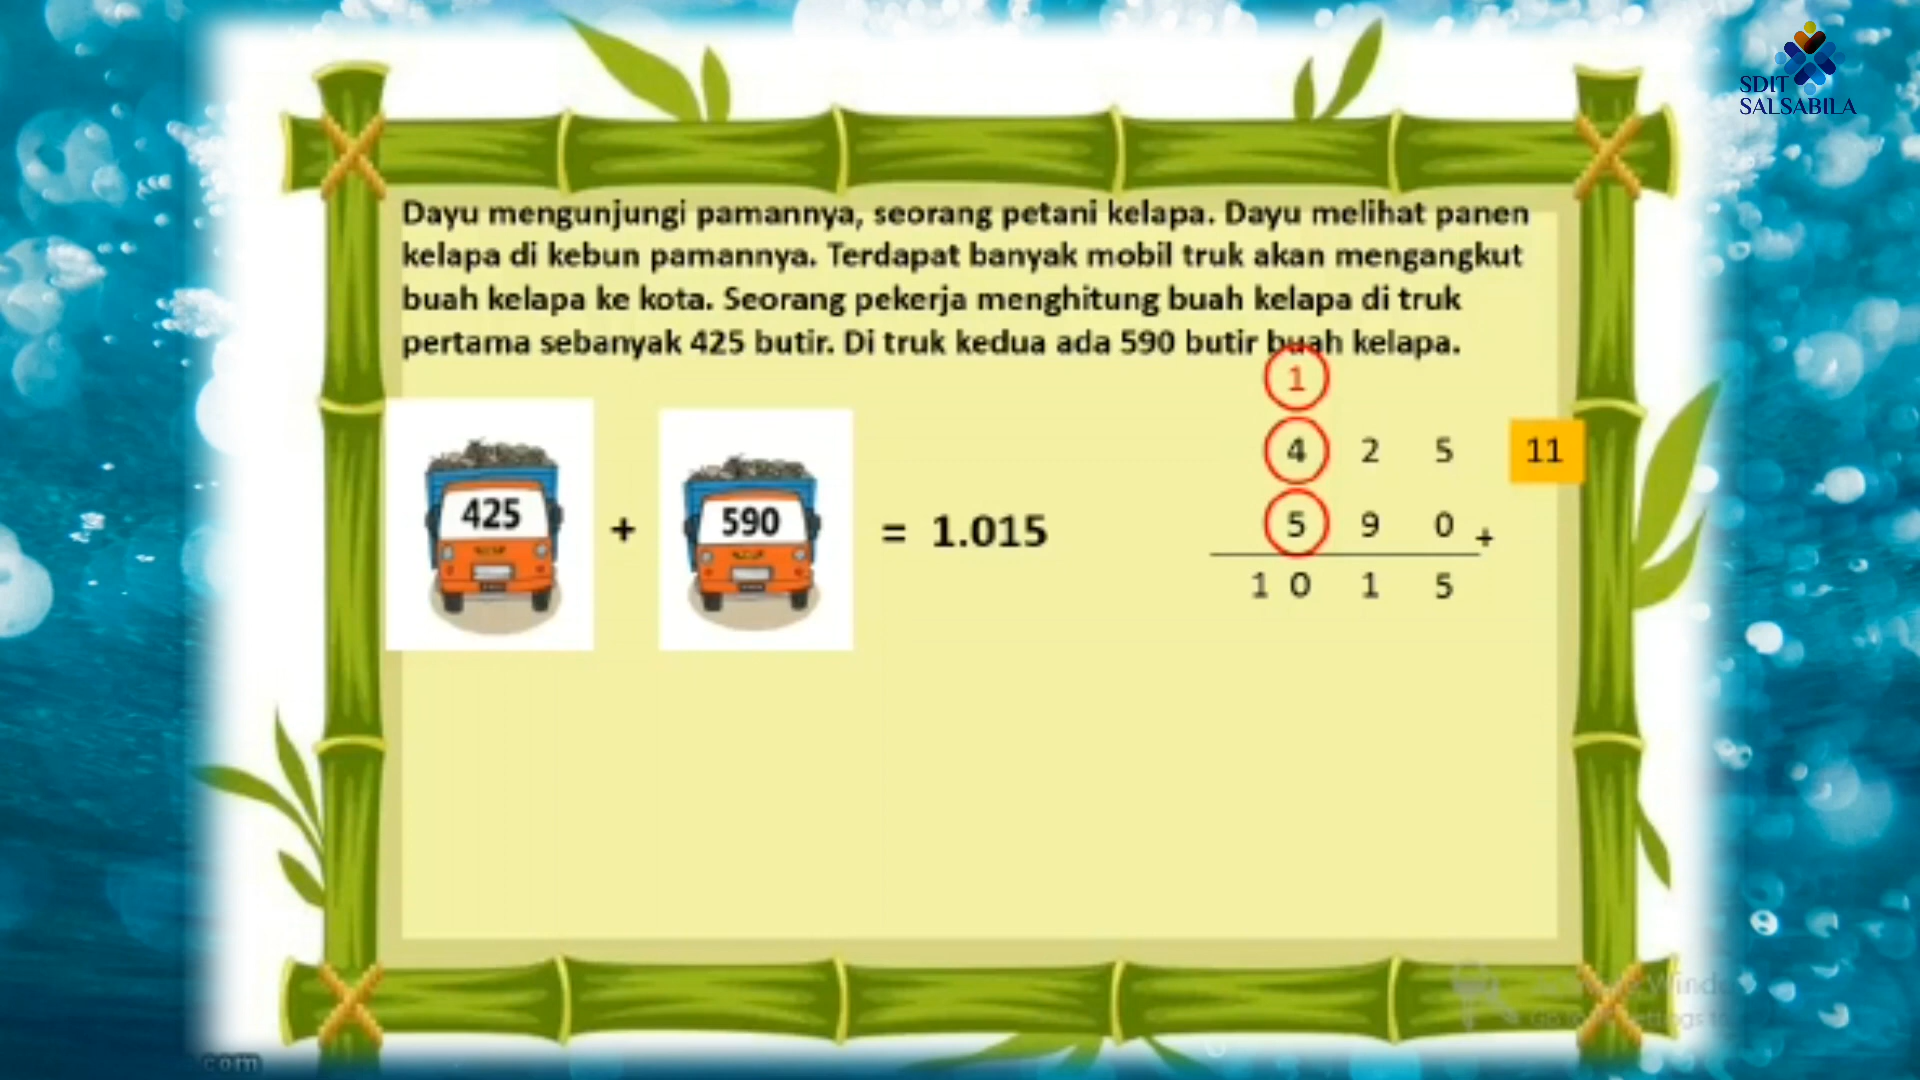 SDIT
SALSABILA
Dayu mengunjungi pamannya, seorang petani kelapa. Dayu melihat panen
kelapa di kebun pamannya. Terdapat banyak mobil truk akan mengangkut
buah kelapa ke kota. Seorang pekerja menghitung buah kelapa di truk
pertama sebanyak 425 butir. Di truk kedua ada 590 butir buah kelapa.
425 + 590 = 1.015
1
4 2 5 11
5 9 0 +
1 0 1 5
com